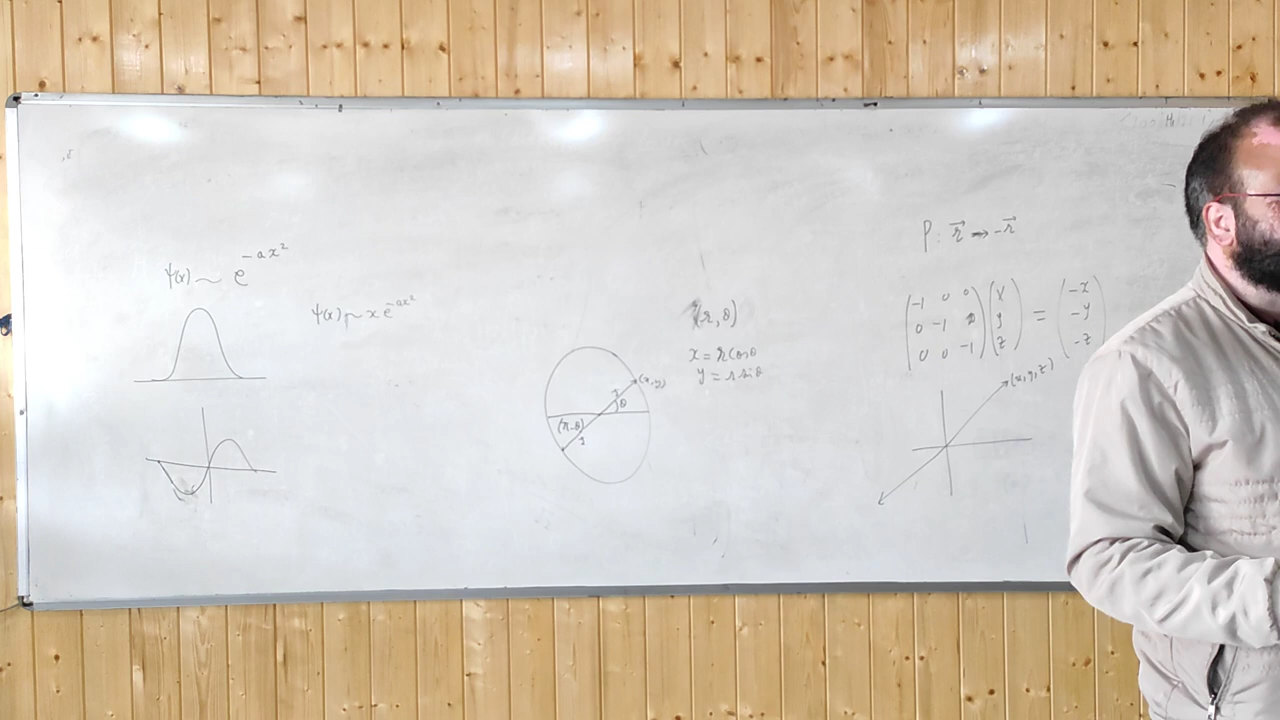 ψ(x) ~ e^{-ax²}
ψ(x) ~ x e^{-ax²}
(r, θ)
x = r cos θ
y = r sin θ
(x, y)
r
θ
r
P: r⃗ → -r⃗
(-1 0 0) (x) = (-x)
(0 -1 0) (y) (-y)
(0 0 -1) (z) (-z)
(x, y, z)